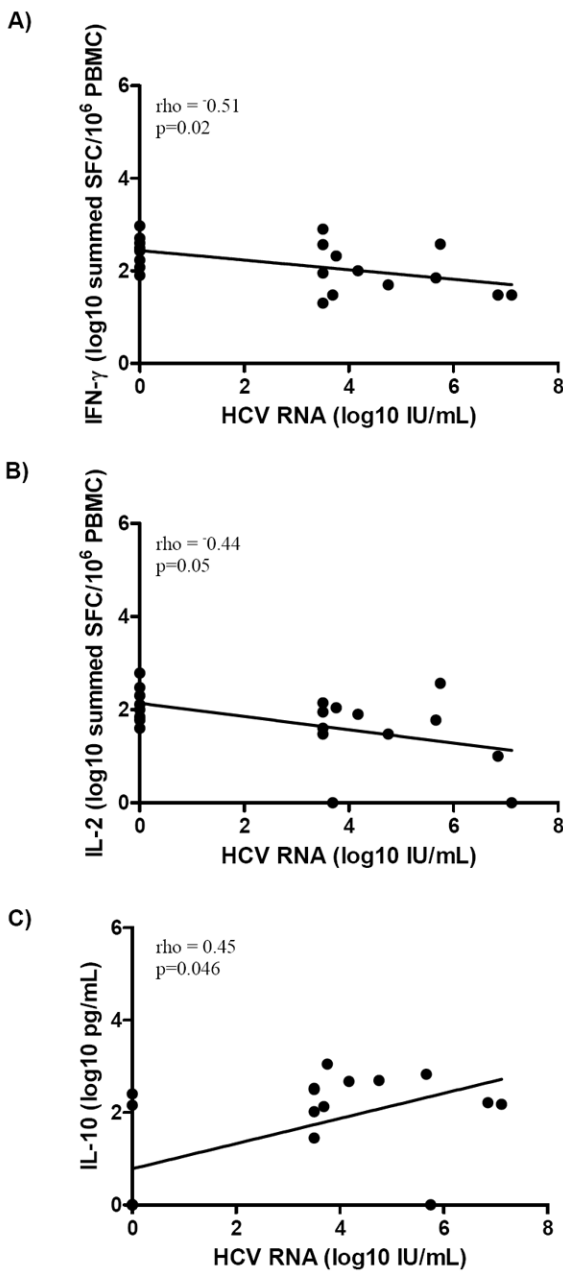 A)
IFN-γ (log10 summed SFC/10⁶ PBMC)
6
rho = ⁻0.51
p=0.02
4
2
0
0 2 4 6 8
HCV RNA (log10 IU/mL)
B)
IL-2 (log10 summed SFC/10⁶ PBMC)
6
rho = ⁻0.44
p=0.05
4
2
0
0 2 4 6 8
HCV RNA (log10 IU/mL)
C)
IL-10 (log10 pg/mL)
6
rho = 0.45
p=0.046
4
2
0
0 2 4 6 8
HCV RNA (log10 IU/mL)